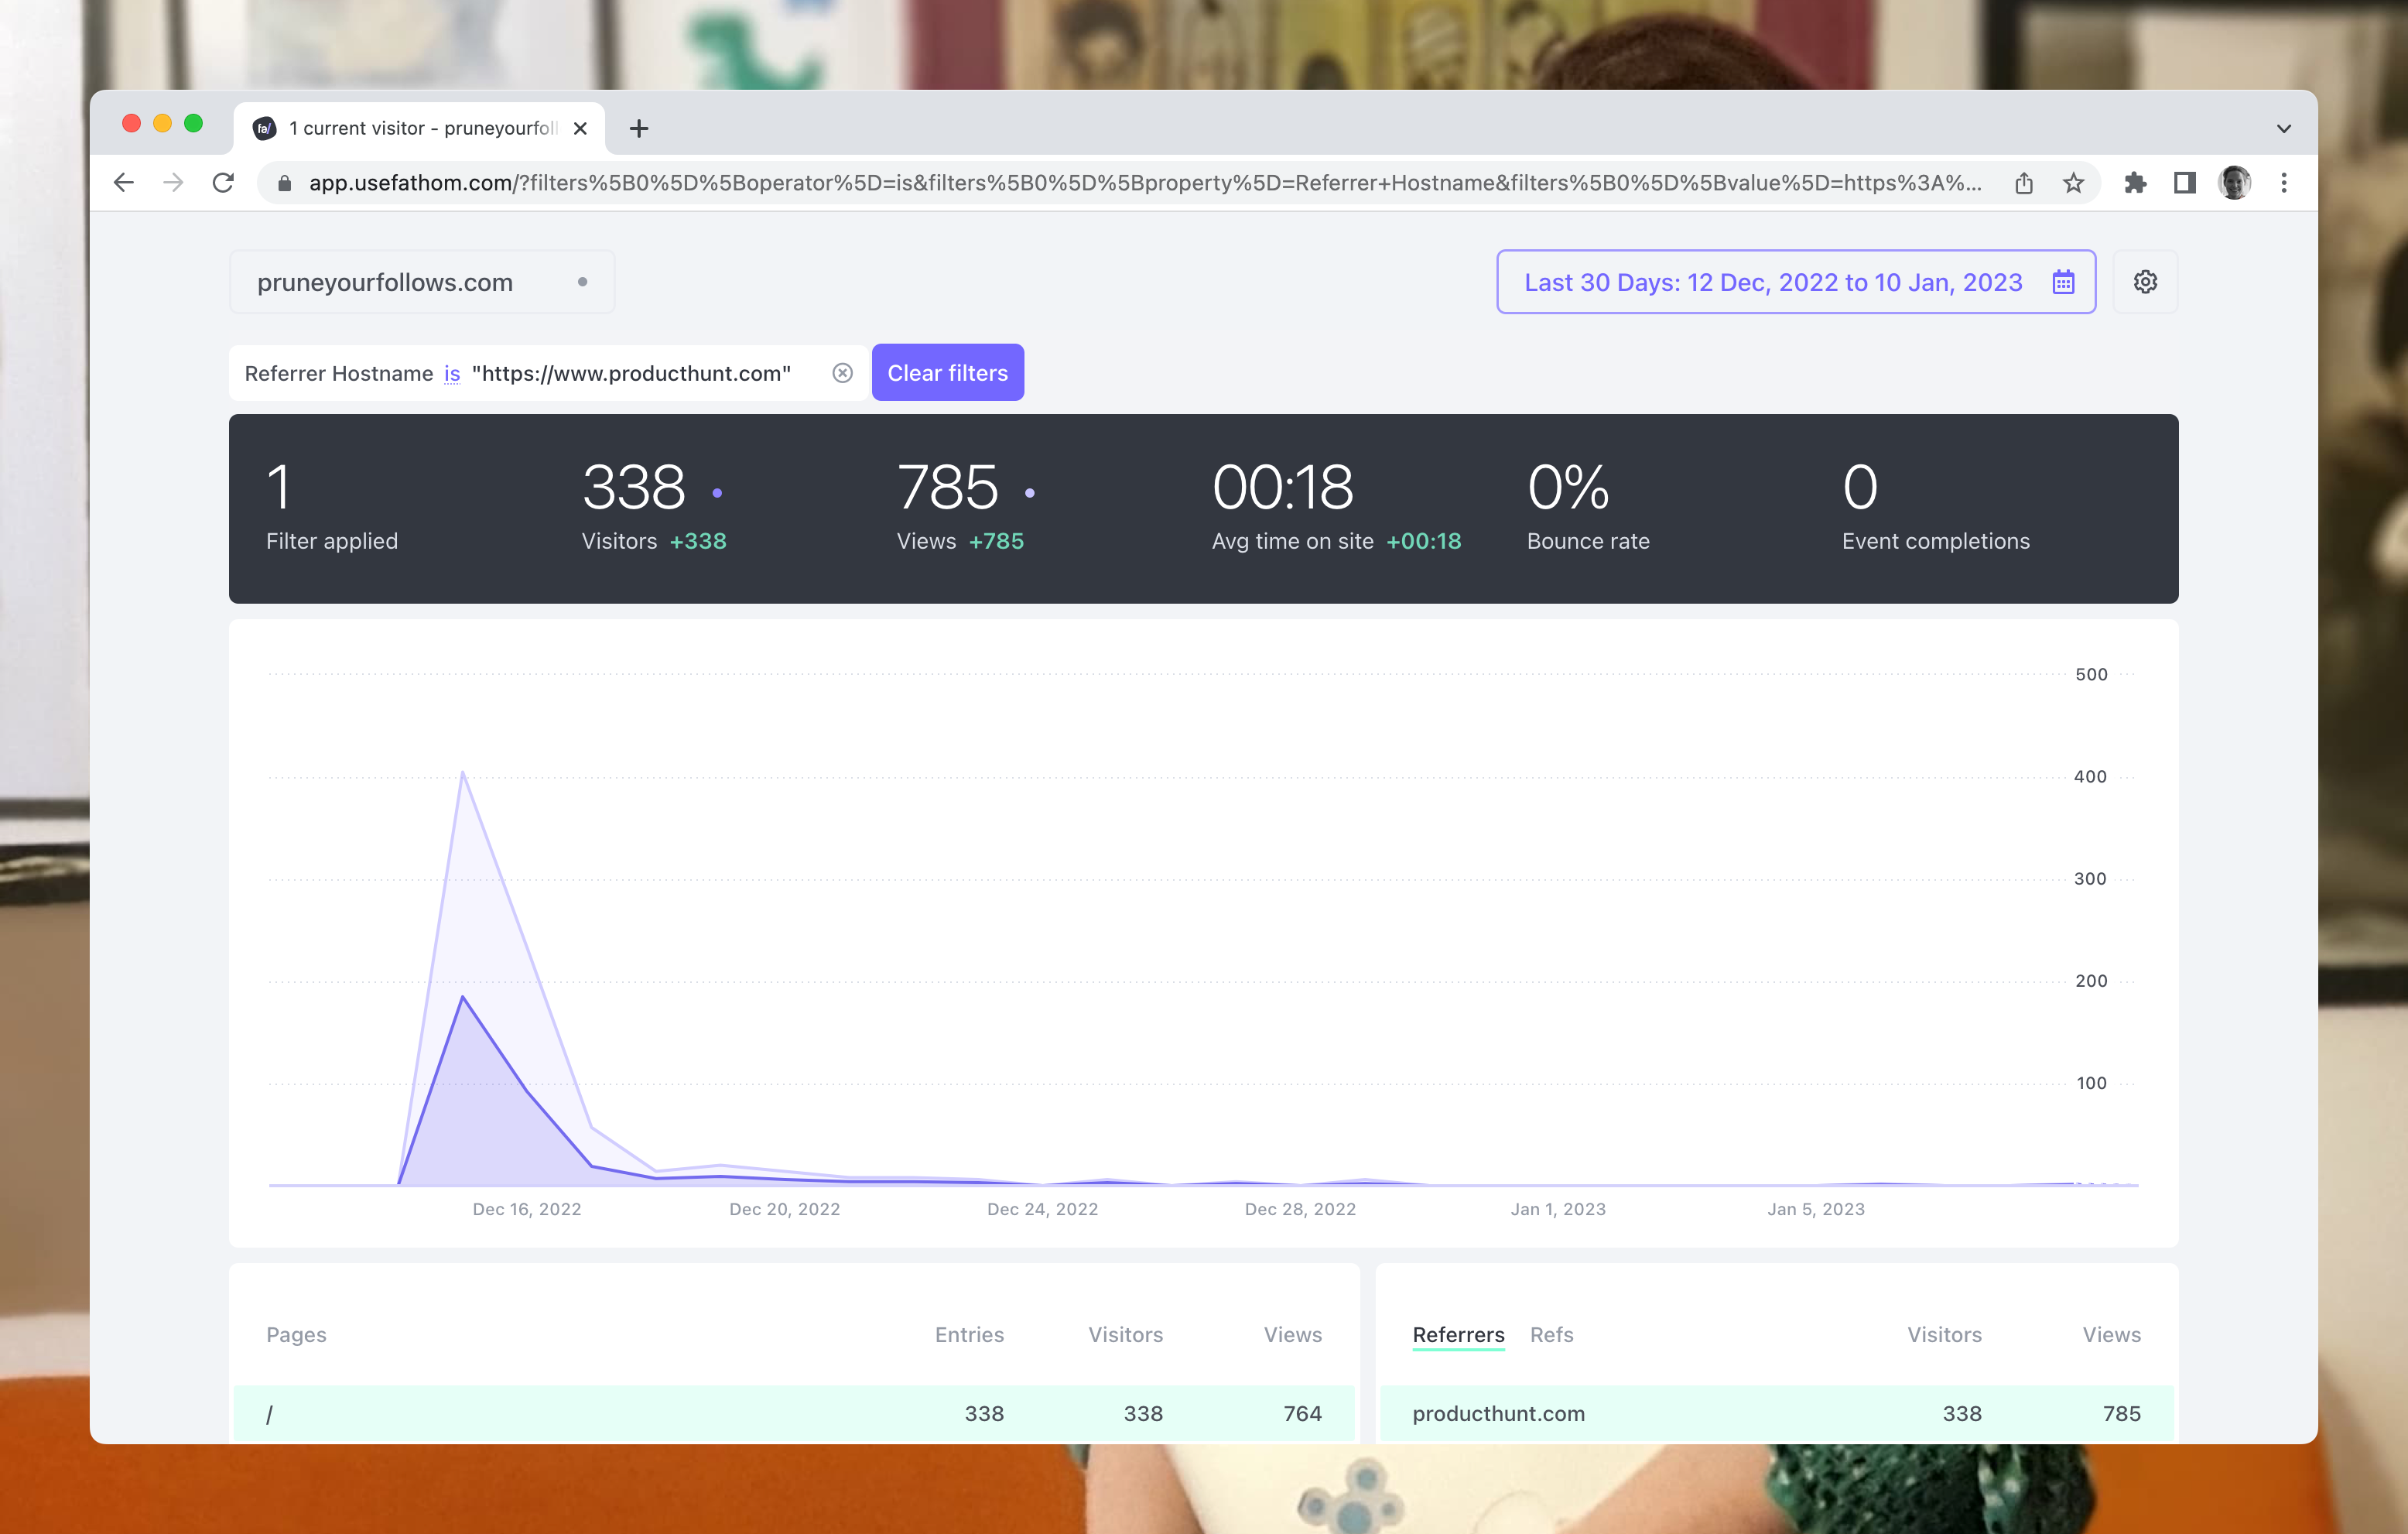 fa/ 1 current visitor - pruneyourfoll
app.usefathom.com/?filters%5B0%5D%5Boperator%5D=is&filters%5B0%5D%5Bproperty%5D=Referrer+Hostname&filters%5B0%5D%5Bvalue%5D=https%3A%...
pruneyourfollows.com
Last 30 Days: 12 Dec, 2022 to 10 Jan, 2023
Referrer Hostname is "https://www.producthunt.com"
Clear filters
1 338 785 00:18 0% 0
Filter applied Visitors +338 Views +785 Avg time on site +00:18 Bounce rate Event completions
500
400
300
200
100
Dec 16, 2022 Dec 20, 2022 Dec 24, 2022 Dec 28, 2022 Jan 1, 2023 Jan 5, 2023
Pages Entries Visitors Views
/ 338 338 764
Referrers Refs Visitors Views
producthunt.com 338 785